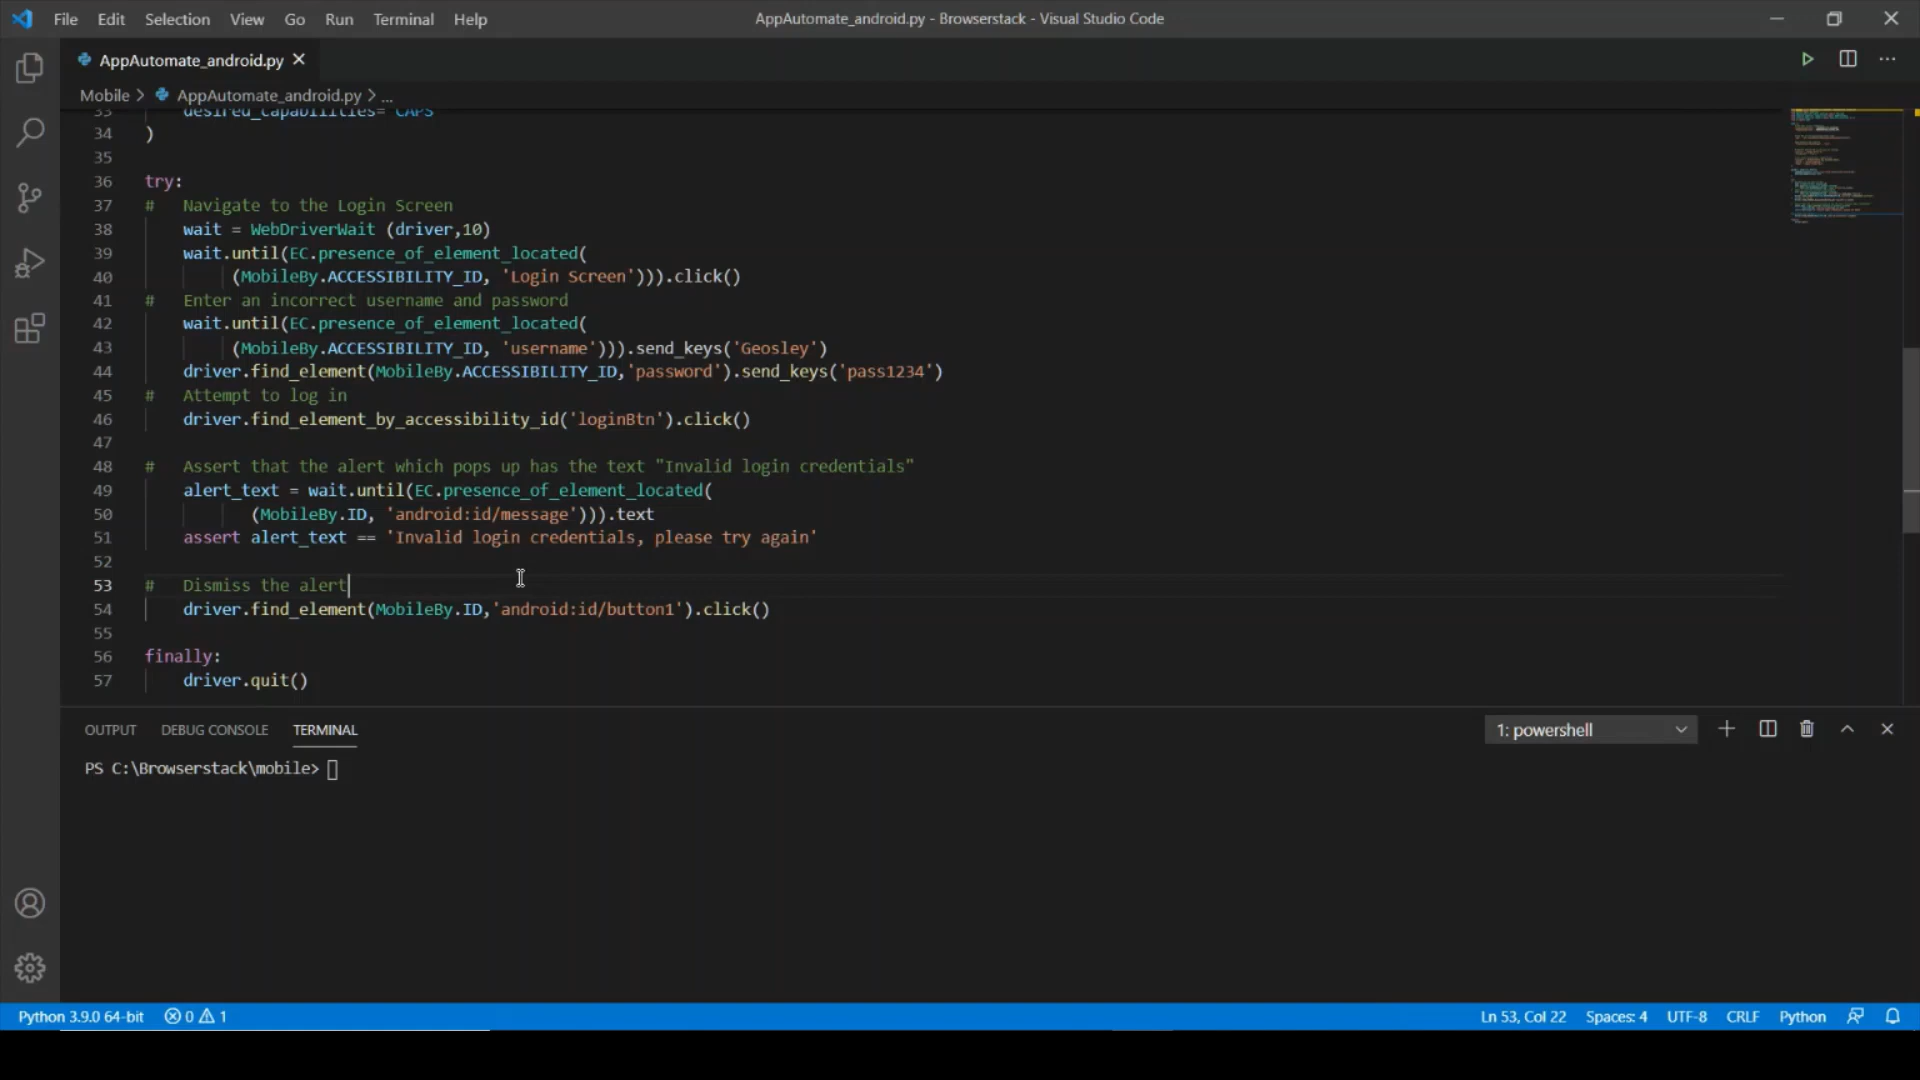 File Edit Selection View Go Run Terminal Help AppAutomate_android.py - Browserstack - Visual Studio Code
AppAutomate_android.py
Mobile > AppAutomate_android.py > ...
33 desired_capabilities= CAPS
34 )
35
36 try:
37 # Navigate to the Login Screen
38 wait = WebDriverWait (driver,10)
39 wait.until(EC.presence_of_element_located(
40 (MobileBy.ACCESSIBILITY_ID, 'Login Screen'))).click()
41 # Enter an incorrect username and password
42 wait.until(EC.presence_of_element_located(
43 (MobileBy.ACCESSIBILITY_ID, 'username'))).send_keys('Geosley')
44 driver.find_element(MobileBy.ACCESSIBILITY_ID,'password').send_keys('pass1234')
45 # Attempt to log in
46 driver.find_element_by_accessibility_id('loginBtn').click()
47
48 # Assert that the alert which pops up has the text "Invalid login credentials"
49 alert_text = wait.until(EC.presence_of_element_located(
50 (MobileBy.ID, 'android:id/message'))).text
51 assert alert_text == 'Invalid login credentials, please try again'
52
53 # Dismiss the alert
54 driver.find_element(MobileBy.ID,'android:id/button1').click()
55
56 finally:
57 driver.quit()
OUTPUT DEBUG CONSOLE TERMINAL 1: powershell
PS C:\Browserstack\mobile>
Python 3.9.0 64-bit 0 1 Ln 53, Col 22 Spaces: 4 UTF-8 CRLF Python